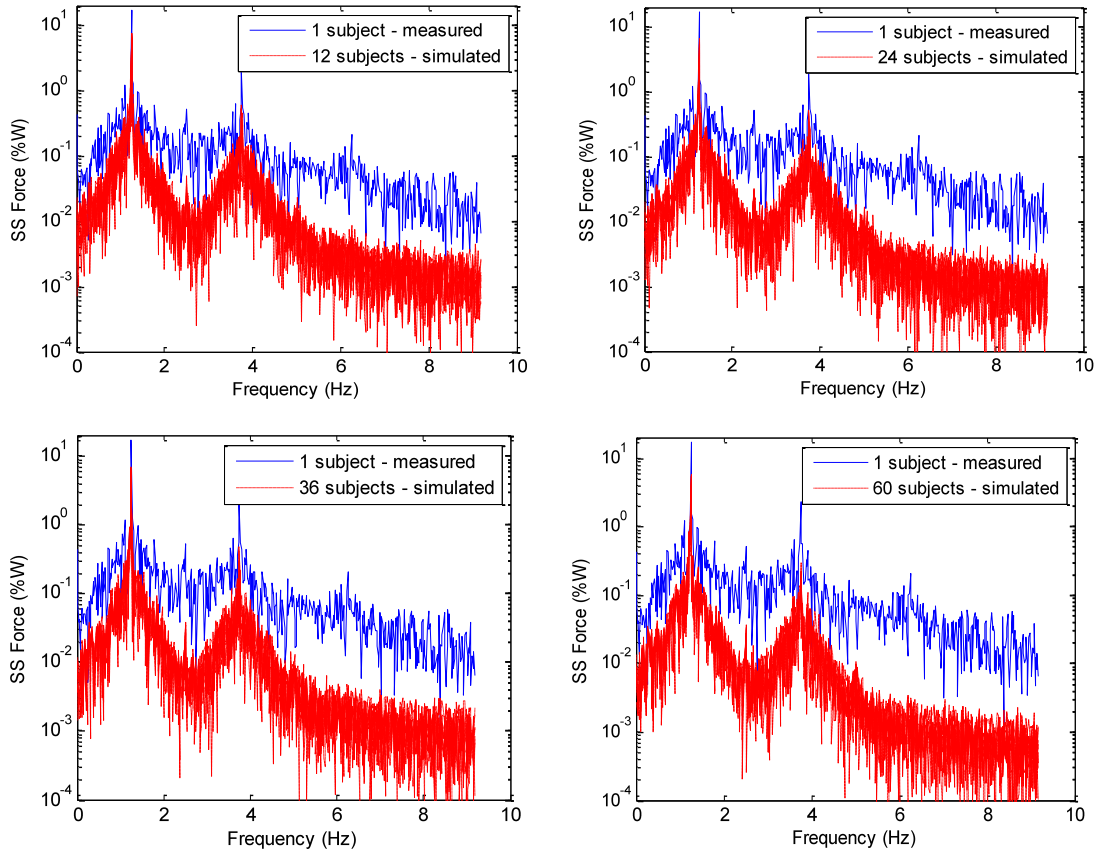 10^1
10^0
10^-1
10^-2
10^-3
10^-4
SS Force (%W)
1 subject - measured
12 subjects - simulated
0 2 4 6 8 10
Frequency (Hz)
10^1
10^0
10^-1
10^-2
10^-3
10^-4
SS Force (%W)
1 subject - measured
24 subjects - simulated
0 2 4 6 8 10
Frequency (Hz)
10^1
10^0
10^-1
10^-2
10^-3
10^-4
SS Force (%W)
1 subject - measured
36 subjects - simulated
0 2 4 6 8 10
Frequency (Hz)
10^1
10^0
10^-1
10^-2
10^-3
10^-4
SS Force (%W)
1 subject - measured
60 subjects - simulated
0 2 4 6 8 10
Frequency (Hz)